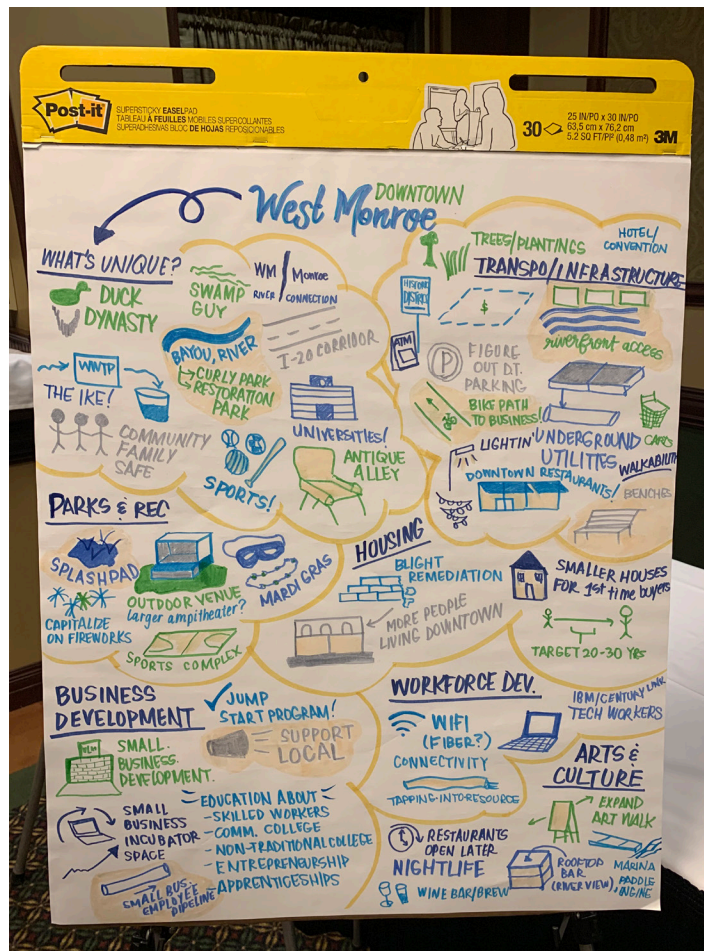 Post-it
SUPERSTICKY EASEL PAD
TABLEAU À FEUILLES MOBILES SUPER COLLANTES
SUPERADHESIVAS BLOC DE HOJAS REPOSICIONABLES
30
25 IN/PO x 30 IN/PO
63,5 cm x 76,2 cm
5.2 SQ FT/PI² (0,48 m²)
3M
West Monroe
DOWNTOWN
WHAT'S UNIQUE?
DUCK
DYNASTY
SWAMP
GUY
WM / Monroe
RIVER CONNECTION
BAYOU, RIVER
CURLY PARK
RESTORATION
PARK
I-20 CORRIDOR
WWTP
THE IKE!
COMMUNITY
FAMILY
SAFE
SPORTS!
UNIVERSITIES!
ANTIQUE
ALLEY
TREES/PLANTINGS
HOTEL/
CONVENTION
TRANSPO/INFRASTRUCTURE
HISTORIC
DISTRICT
$
riverfront access
ATM
P
FIGURE
OUT DT.
PARKING
BIKE PATH
TO BUSINESS!
LIGHTIN'
UNDERGROUND
UTILITES
WALKABILITY
DOWNTOWN RESTAURANTS!
BENCHES
PARKS & REC
SPLASHPAD
CAPITALIZE
ON FIREWORKS
OUTDOOR VENUE
larger ampitheater?
SPORTS COMPLEX
MARDI GRAS
HOUSING
BLIGHT
REMEDIATION
MORE PEOPLE
LIVING DOWNTOWN
SMALLER HOUSES
FOR 1st time buyers
TARGET 20-30 YRS
BUSINESS
DEVELOPMENT
JUMP
START PROGRAM!
SUPPORT
LOCAL
SMALL.
BUSINESS.
DEVELOPMENT.
SMALL
BUSINESS
INCUBATOR
SPACE
SMALL BUS.
EMPLOYEE
PIPELINE
EDUCATION ABOUT
-SKILLED WORKERS
-COMM. COLLEGE
-NON-TRADITIONAL COLLEGE
-ENTREPRENEURSHIP
-APPRENTICESHIPS
WORKFORCE DEV.
WIFI
(FIBER?)
CONNECTIVITY
TAPPING INTO RESOURCE
IBM/CENTURY LINK
TECH WORKERS
ARTS &
CULTURE
EXPAND
ART WALK
RESTAURANTS
OPEN LATER
NIGHTLIFE
WINE BAR/BREW
ROOFTOP
BAR
(RIVER VIEW)
MARINA
PADDLE